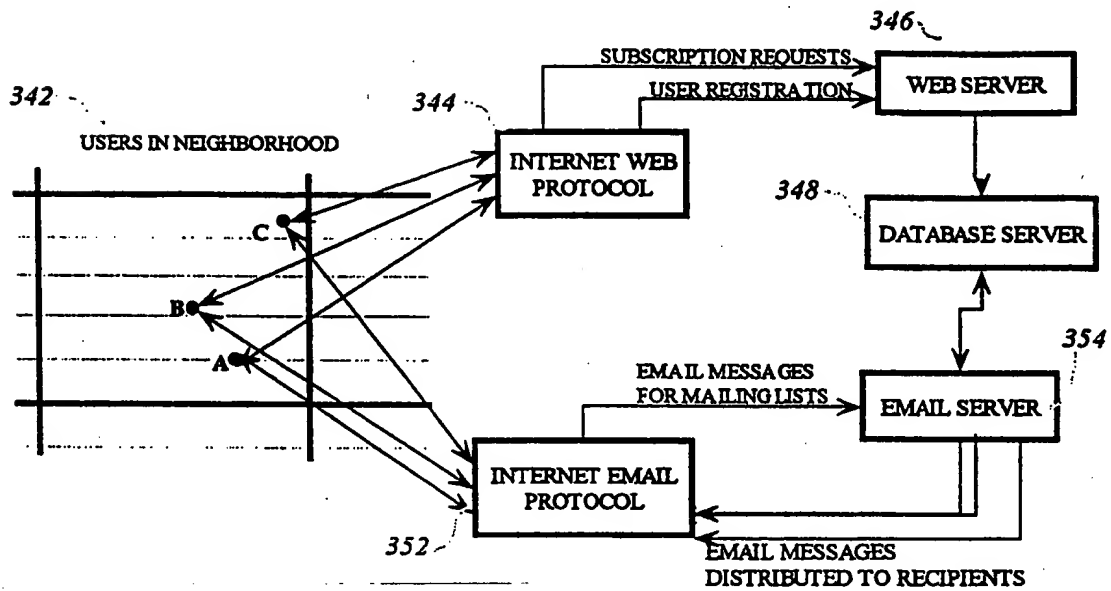 346
SUBSCRIPTION REQUESTS
WEB SERVER
342
344
USER REGISTRATION
USERS IN NEIGHBORHOOD
INTERNET WEB
PROTOCOL
348
C
DATABASE SERVER
B
A
354
EMAIL MESSAGES
FOR MAILING LISTS
EMAIL SERVER
INTERNET EMAIL
PROTOCOL
352
EMAIL MESSAGES
DISTRIBUTED TO RECIPIENTS